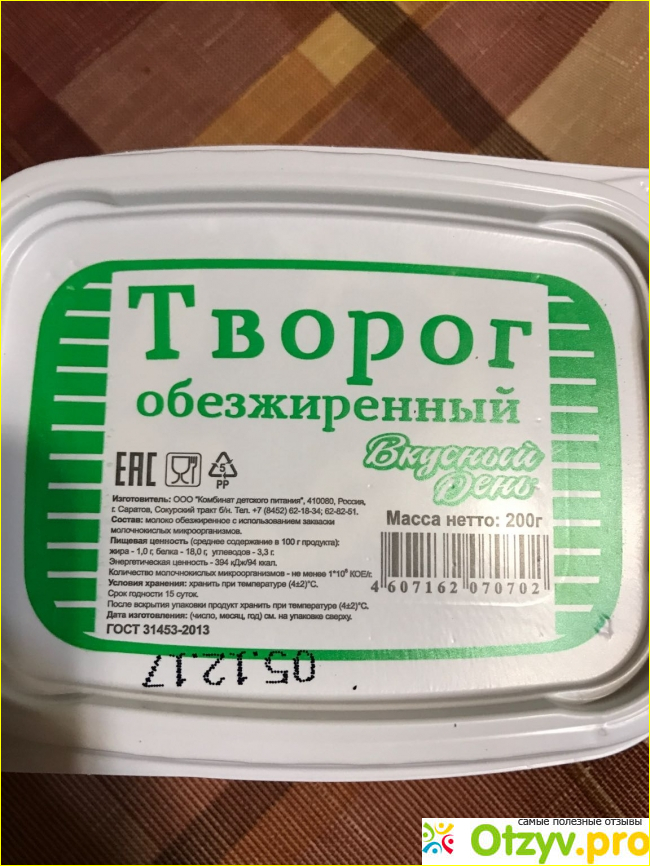 Творог
обезжиренный
Вкусный
День
EAC
5
PP
Изготовитель: ООО "Комбинат детского питания", 410080, Россия,
г. Саратов, Сокурский тракт б/н. Тел. +7 (8452) 62-18-34; 62-82-51.
Состав: молоко обезжиренное с использованием закваски
молочнокислых микроорганизмов.
Пищевая ценность (среднее содержание в 100 г продукта):
жира - 1,0 г, белка - 18,0 г, углеводов - 3,3 г.
Энергетическая ценность - 394 кДж/94 ккал.
Количество молочнокислых микроорганизмов - не менее 1*10⁶ КОЕ/г.
Условия хранения: хранить при температуре (4±2)°С.
Срок годности 15 суток.
После вскрытия упаковки продукт хранить при температуре (4±2)°С.
Дата изготовления: (число, месяц, год) см. на упаковке сверху.
ГОСТ 31453-2013
Масса нетто: 200г
4 607162 070702
05.12.17
самые полезные отзывы
Otzyv.pro